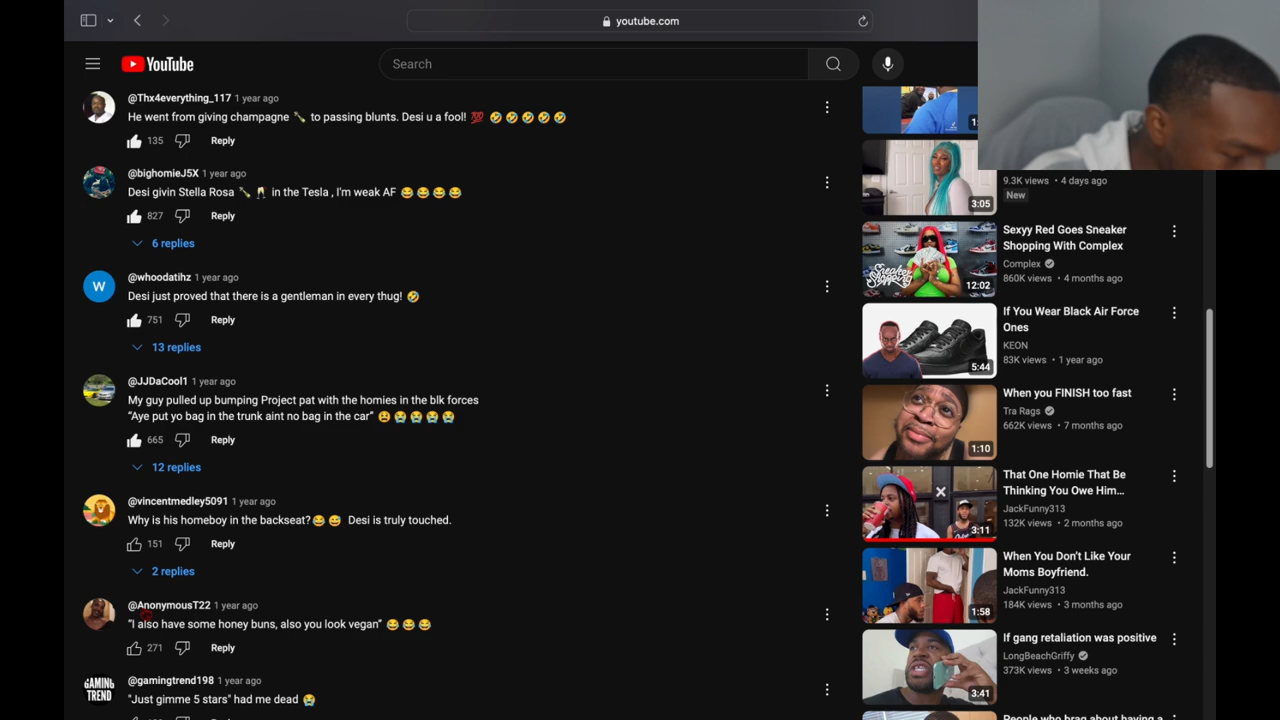 youtube.com
YouTube
Search
@Thx4everything_117 1 year ago
He went from giving champagne 🍾 to passing blunts. Desi u a fool! 💯 🤣 🤣 🤣 🤣 🤣
135 Reply
@bighomieJ5X 1 year ago
Desi givin Stella Rosa 🍾 🥂 in the Tesla , I'm weak AF 😂 😂 😂 😂
827 Reply
6 replies
W
@whoodatihz 1 year ago
Desi just proved that there is a gentleman in every thug! 🤣
751 Reply
13 replies
@JJDaCool1 1 year ago
My guy pulled up bumping Project pat with the homies in the blk forces
“Aye put yo bag in the trunk aint no bag in the car” 😫 😭 😭 😭 😭
665 Reply
12 replies
@vincentmedley5091 1 year ago
Why is his homeboy in the backseat?😂 😅 Desi is truly touched.
151 Reply
2 replies
@AnonymousT22 1 year ago
“I also have some honey buns, also you look vegan” 😂 😂 😂
271 Reply
GAMING
TREND
@gamingtrend198 1 year ago
"Just gimme 5 stars" had me dead 😭
9.3K views • 4 days ago
New
3:05
Sexyy Red Goes Sneaker
Shopping With Complex
Complex
860K views • 4 months ago
Sneaker
Shopping
12:02
If You Wear Black Air Force
Ones
KEON
83K views • 1 year ago
5:44
When you FINISH too fast
Tra Rags
662K views • 7 months ago
1:10
That One Homie That Be
Thinking You Owe Him...
JackFunny313
132K views • 2 months ago
3:11
When You Don’t Like Your
Moms Boyfriend.
JackFunny313
184K views • 3 months ago
1:58
If gang retaliation was positive
LongBeachGriffy
373K views • 3 weeks ago
3:41
People who brag about having a